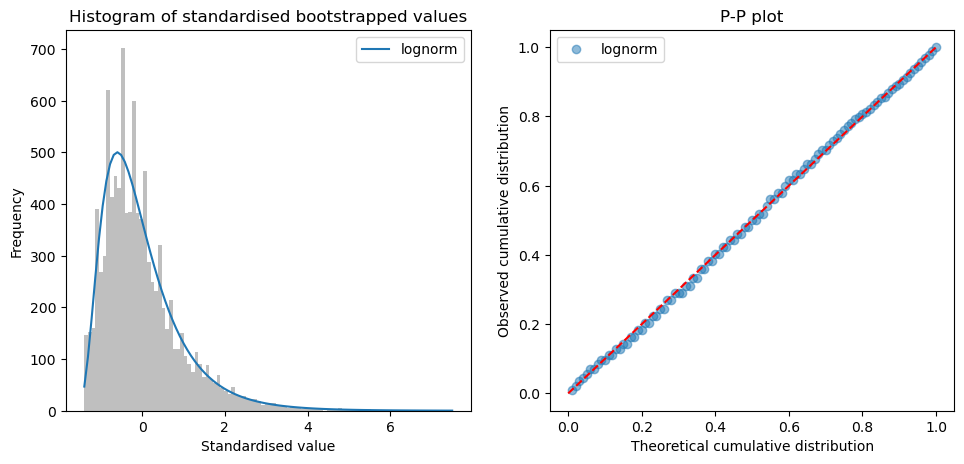 Histogram of standardised bootstrapped values
lognorm
700
600
500
400
300
200
100
0
Frequency
0 2 4 6
Standardised value
P-P plot
lognorm
1.0
0.8
0.6
0.4
0.2
0.0
Observed cumulative distribution
0.0 0.2 0.4 0.6 0.8 1.0
Theoretical cumulative distribution